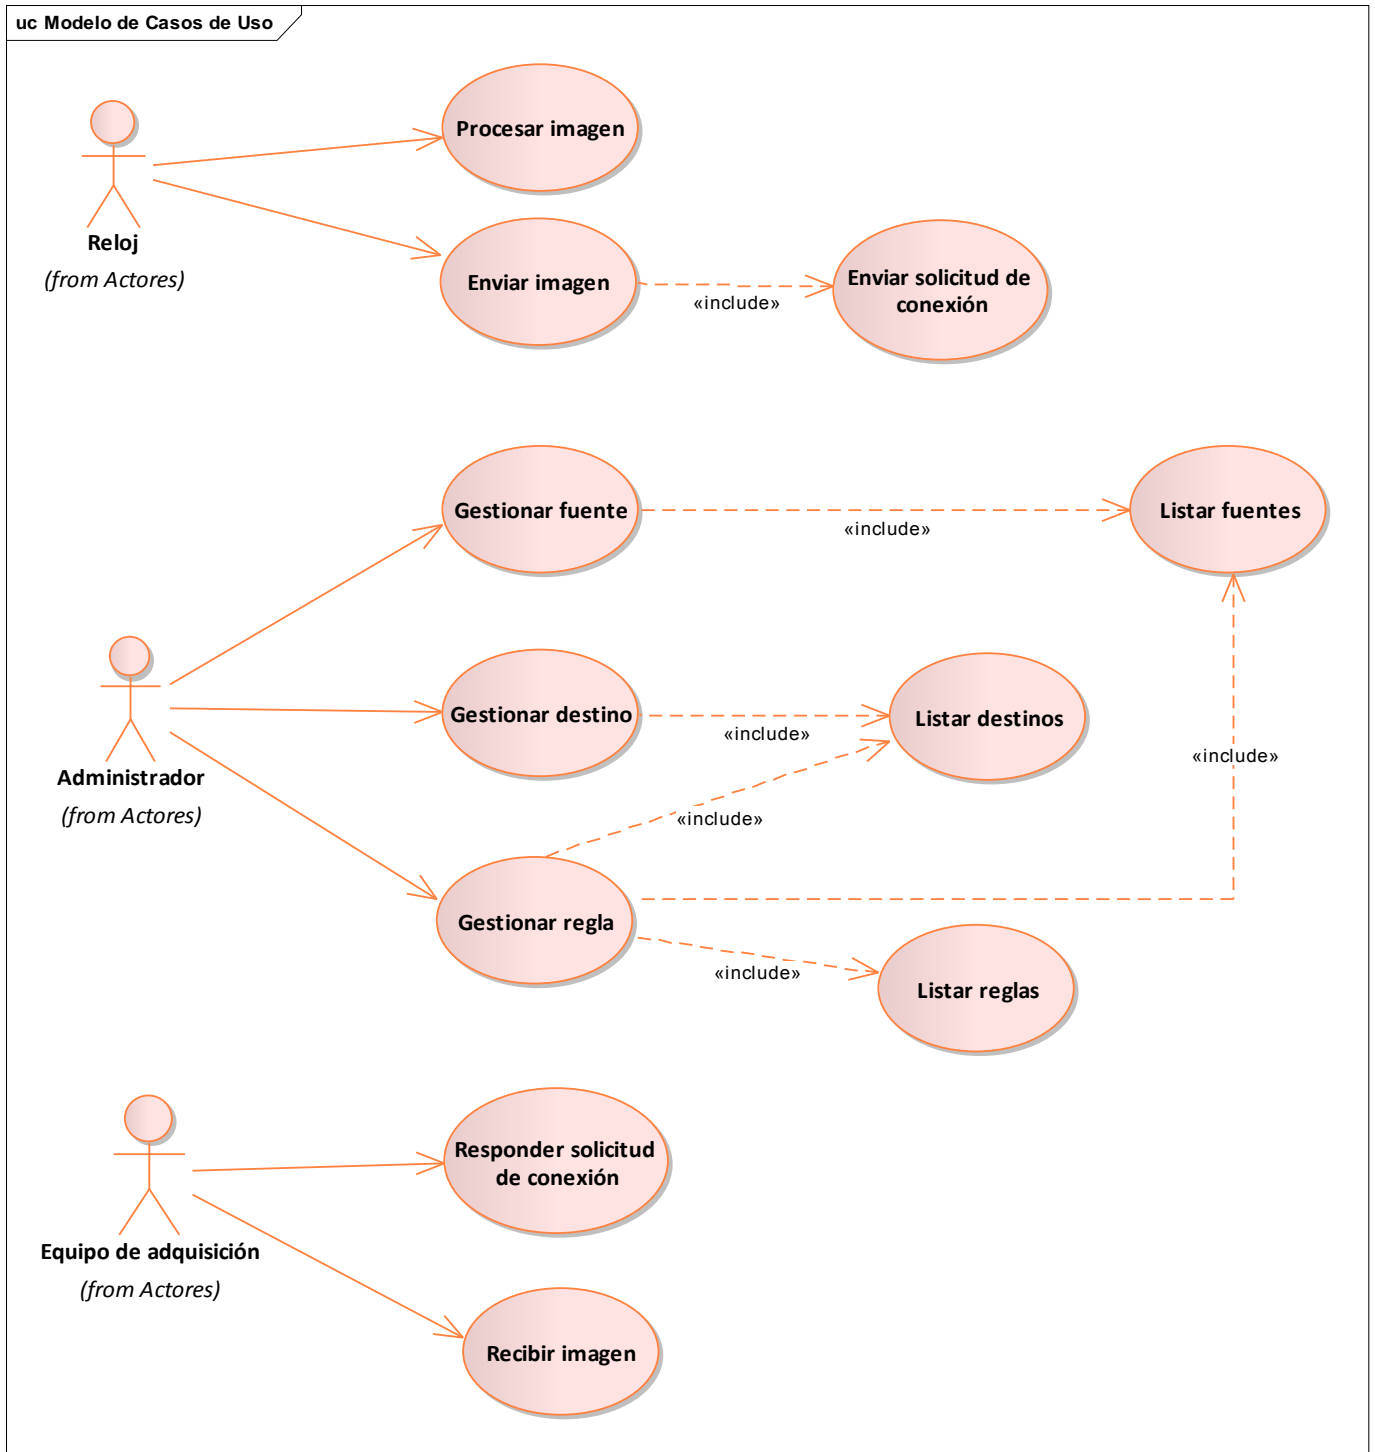 uc Modelo de Casos de Uso
Procesar imagen
Reloj
(from Actores)
Enviar imagen
«include»
Enviar solicitud de
conexión
Gestionar fuente
«include»
Listar fuentes
Administrador
(from Actores)
Gestionar destino
«include»
Listar destinos
«include»
«include»
Gestionar regla
«include»
Listar reglas
Responder solicitud
de conexión
Equipo de adquisición
(from Actores)
Recibir imagen